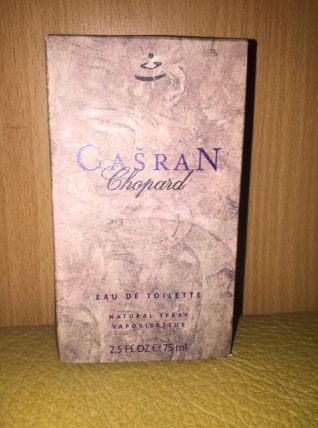 CAŠRAN
Chopard
EAU DE TOILETTE
NATURAL SPRAY
VAPORISATEUR
2.5 FL OZ ℮ 75 ml